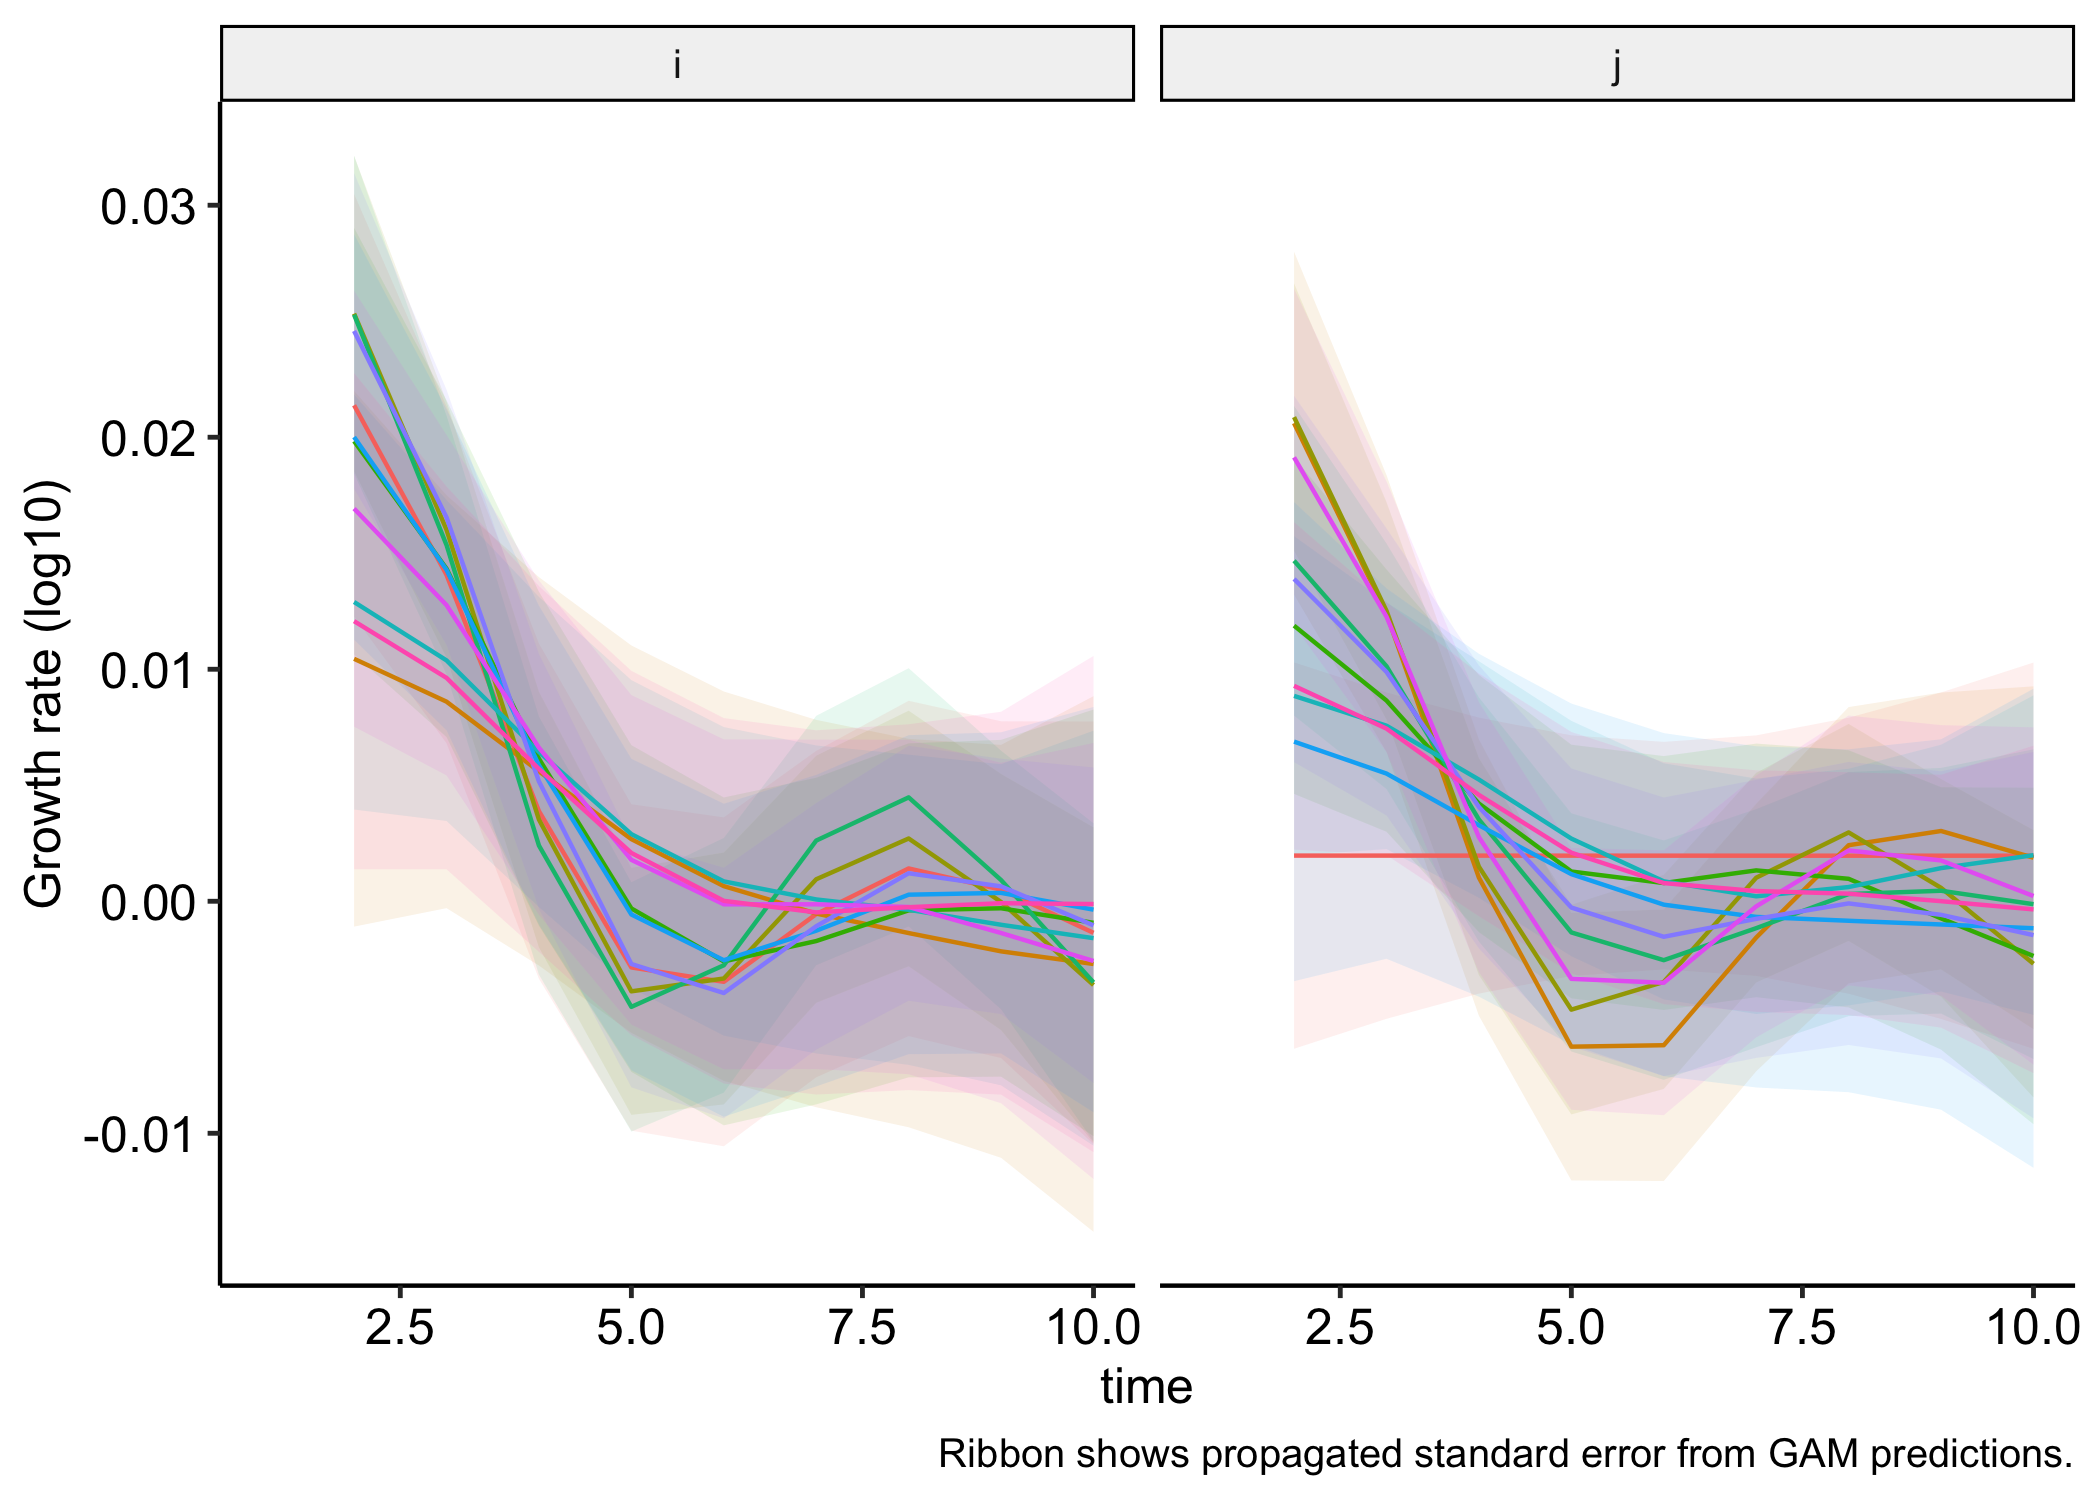 i
j
Growth rate (log10)
0.03
0.02
0.01
0.00
-0.01
2.5 5.0 7.5 10.0
2.5 5.0 7.5 10.0
time
Ribbon shows propagated standard error from GAM predictions.